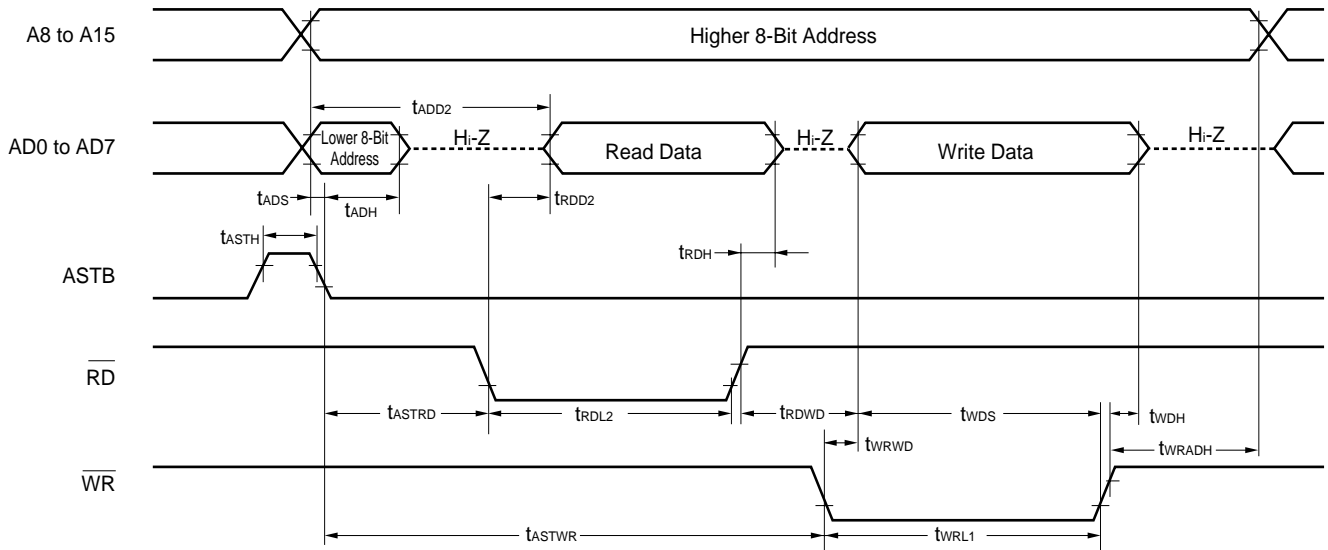 A8 to A15
Higher 8-Bit Address
tADD2
AD0 to AD7
Lower 8-Bit
Address
Hi-Z
Read Data
Hi-Z
Write Data
Hi-Z
tADS
tADH
tRDD2
tASTH
tRDH
ASTB
RD
tASTRD
tRDL2
tRDWD
tWDS
tWDH
tWRWD
tWRADH
WR
tASTWR
tWRL1